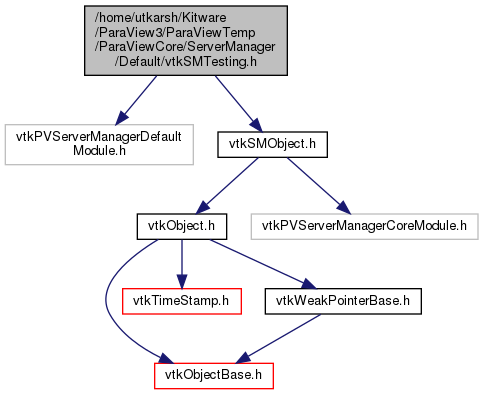 /home/utkarsh/Kitware
/ParaView3/ParaViewTemp
/ParaViewCore/ServerManager
/Default/vtkSMTesting.h
vtkPVServerManagerDefault
Module.h
vtkSMObject.h
vtkObject.h
vtkPVServerManagerCoreModule.h
vtkTimeStamp.h
vtkWeakPointerBase.h
vtkObjectBase.h